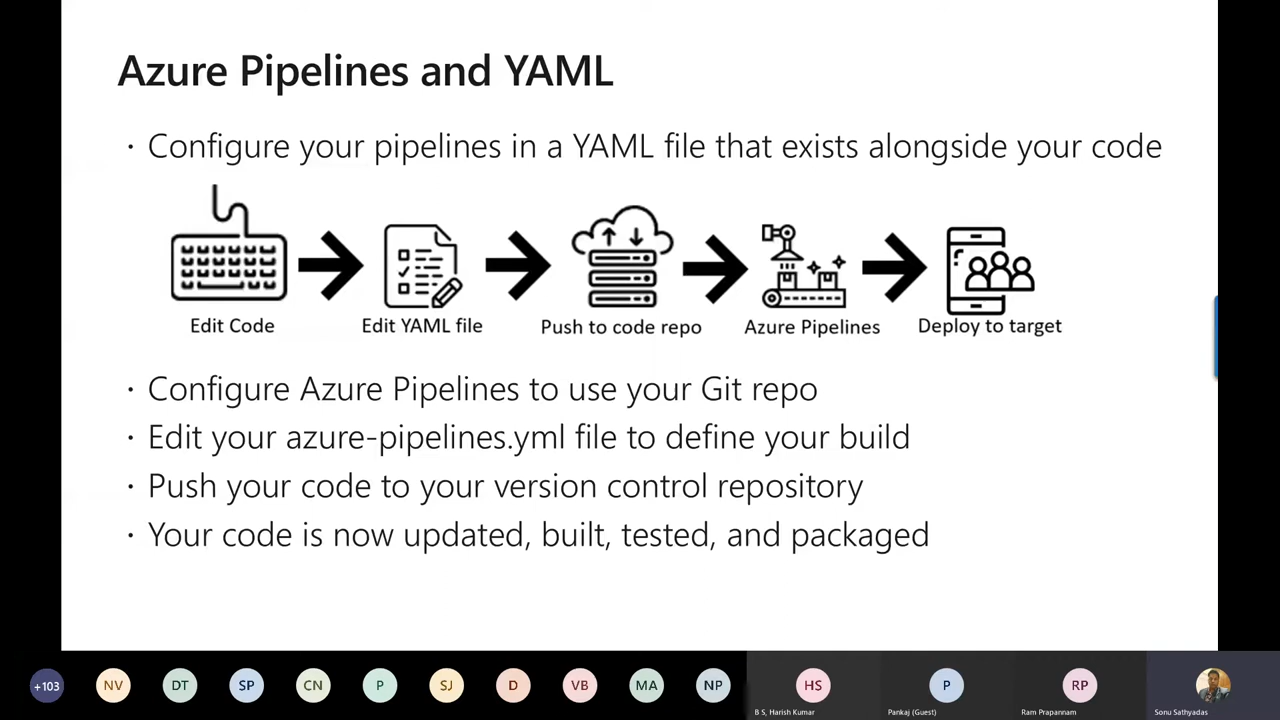 Azure Pipelines and YAML
· Configure your pipelines in a YAML file that exists alongside your code
Edit Code
Edit YAML file
Push to code repo
Azure Pipelines
Deploy to target
· Configure Azure Pipelines to use your Git repo
· Edit your azure-pipelines.yml file to define your build
· Push your code to your version control repository
· Your code is now updated, built, tested, and packaged
+103
NV
DT
SP
CN
P
SJ
D
VB
MA
NP
HS
P
RP
B S, Harish Kumar
Pankaj (Guest)
Ram Prapannam
Sonu Sathyadas